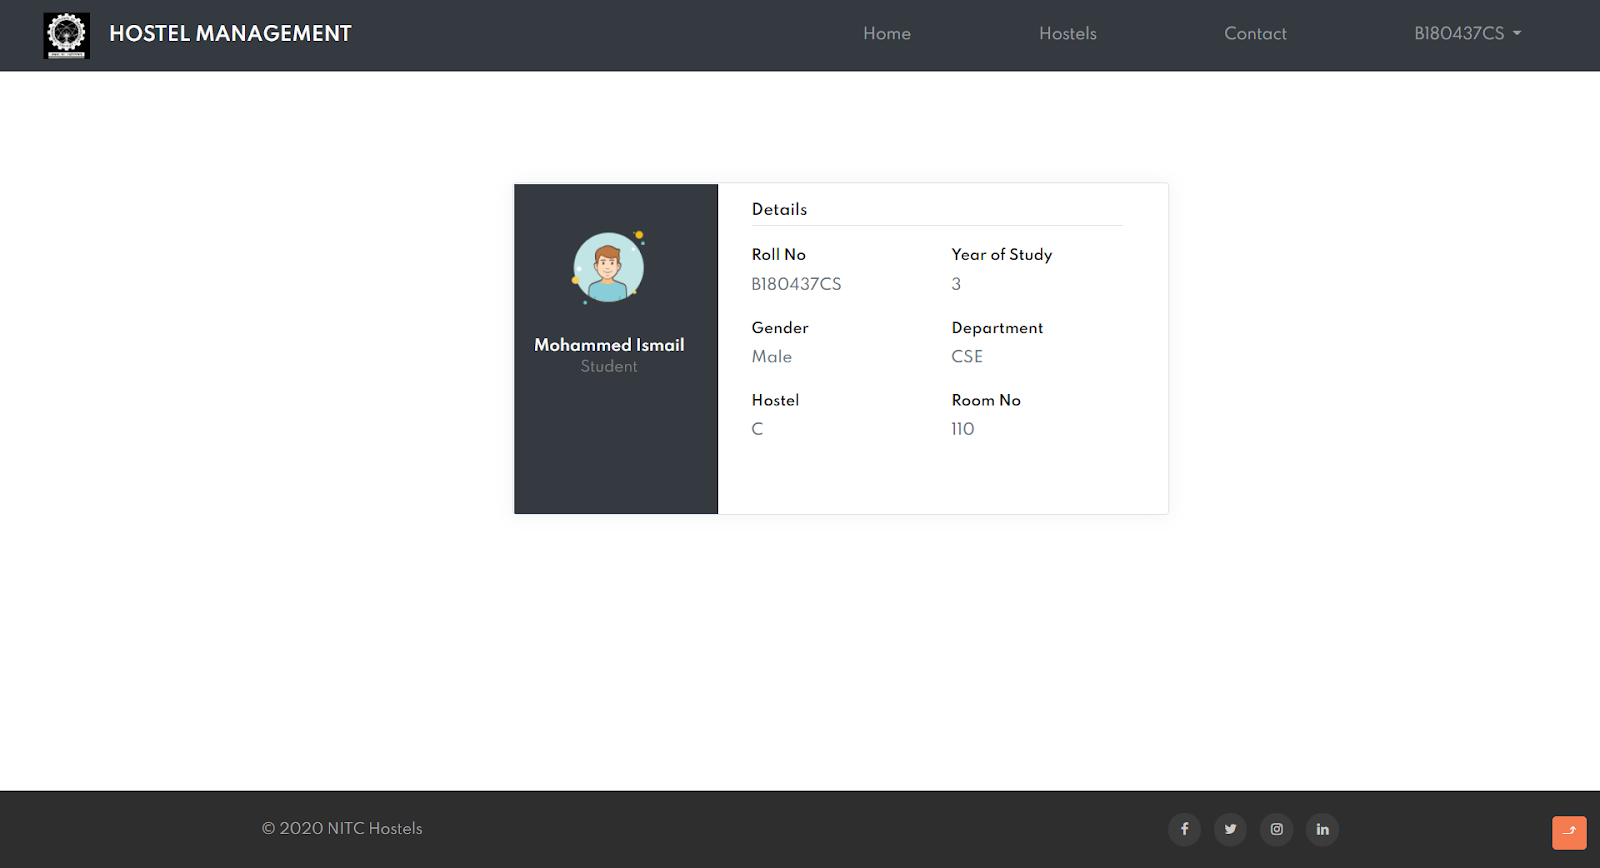 HOSTEL MANAGEMENT
Home
Hostels
Contact
B180437CS
Mohammed Ismail
Student
Details
Roll No
Year of Study
B180437CS
3
Gender
Department
Male
CSE
Hostel
Room No
C
110
© 2020 NITC Hostels